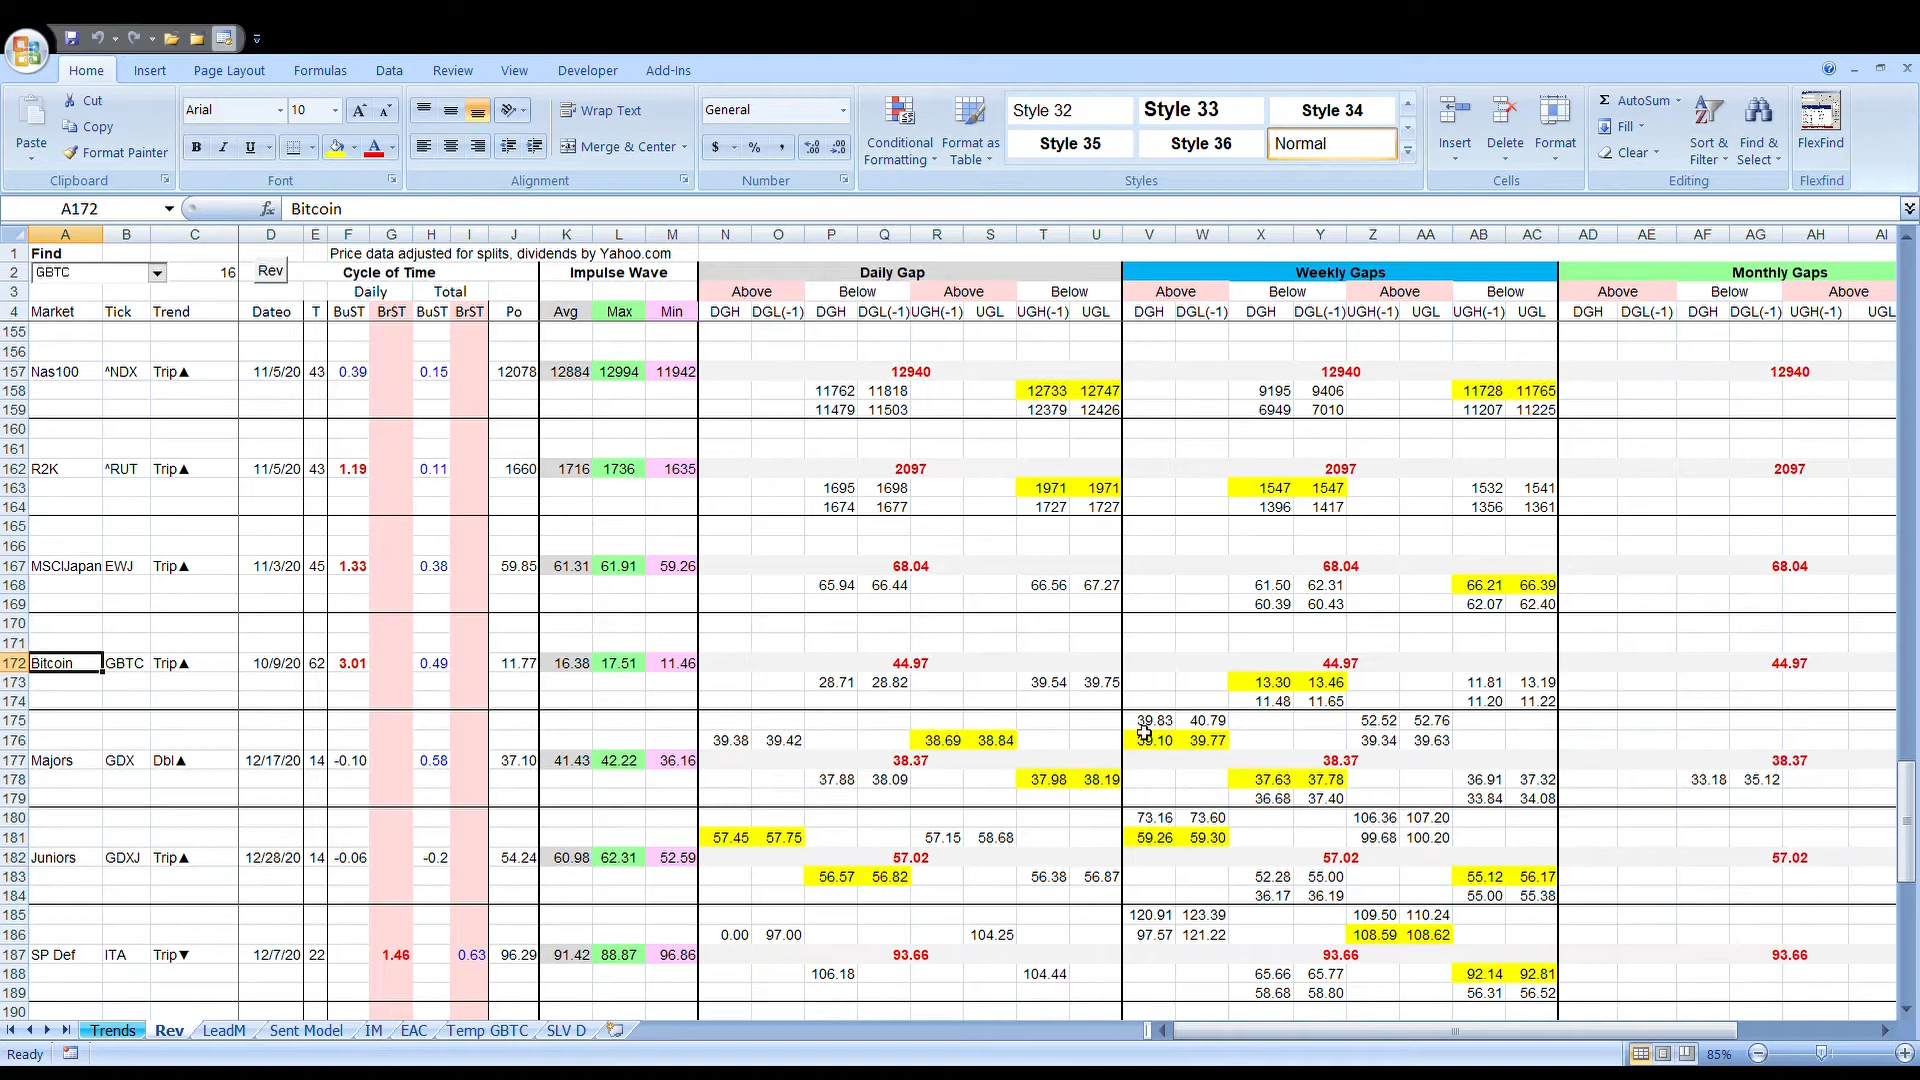 Home Insert Page Layout Formulas Data Review View Developer Add-Ins
Cut Arial 10 Wrap Text General Style 32 Style 33 Style 34 AutoSum
Paste Copy Conditional Formatting Format as Table Insert Delete Format Fill Sort & Filter Find & Select FlexFind
Format Painter B I U A Merge & Center $ % , Style 35 Style 36 Normal Clear
Clipboard Font Alignment Number Styles Cells Editing Flexfind
A172 fx Bitcoin
A B C D E F G H I J K L M N O P Q R S T U V W X Y Z AA AB AC AD AE AF AG AH AI
1 Find Price data adjusted for splits, dividends by Yahoo.com
2 GBTC 16 Rev Cycle of Time Impulse Wave Daily Gap Weekly Gaps Monthly Gaps
3 Daily Total Above Below Above Below Above Below Above Below Above Below Above
4 Market Tick Trend Dateo T BuST BrST BuST BrST Po Avg Max Min DGH DGL(-1) DGH DGL(-1) UGH(-1) UGL UGH(-1) UGL DGH DGL(-1) DGH DGL(-1) UGH(-1) UGL UGH(-1) UGL DGH DGL(-1) DGH DGL(-1) UGH(-1) UGL
155
156
157 Nas100 ^NDX Trip▲ 11/5/20 43 0.39 0.15 12078 12884 12994 11942 12940 12940 12940
158 11762 11818 12733 12747 9195 9406 11728 11765
159 11479 11503 12379 12426 6949 7010 11207 11225
160
161
162 R2K ^RUT Trip▲ 11/5/20 43 1.19 0.11 1660 1716 1736 1635 2097 2097 2097
163 1695 1698 1971 1971 1547 1547 1532 1541
164 1674 1677 1727 1727 1396 1417 1356 1361
165
166
167 MSCIJapan EWJ Trip▲ 11/3/20 45 1.33 0.38 59.85 61.31 61.91 59.26 68.04 68.04 68.04
168 65.94 66.44 66.56 67.27 61.50 62.31 66.21 66.39
169 60.39 60.43 62.07 62.40
170
171
172 Bitcoin GBTC Trip▲ 10/9/20 62 3.01 0.49 11.77 16.38 17.51 11.46 44.97 44.97 44.97
173 28.71 28.82 39.54 39.75 13.30 13.46 11.81 13.19
174 11.48 11.65 11.20 11.22
175 39.83 40.79 52.52 52.76
176 39.38 39.42 38.69 38.84 39.10 39.77 39.34 39.63
177 Majors GDX Dbl▲ 12/17/20 14 -0.10 0.58 37.10 41.43 42.22 36.16 38.37 38.37 38.37
178 37.88 38.09 37.98 38.19 37.63 37.78 36.91 37.32 33.18 35.12
179 36.68 37.40 33.84 34.08
180 73.16 73.60 106.36 107.20
181 57.45 57.75 57.15 58.68 59.26 59.30 99.68 100.20
182 Juniors GDXJ Trip▲ 12/28/20 14 -0.06 -0.2 54.24 60.98 62.31 52.59 57.02 57.02 57.02
183 56.57 56.82 56.38 56.87 52.28 55.00 55.12 56.17
184 36.17 36.19 55.00 55.38
185 120.91 123.39 109.50 110.24
186 0.00 97.00 104.25 97.57 121.22 108.59 108.62
187 SP Def ITA Trip▼ 12/7/20 22 1.46 0.63 96.29 91.42 88.87 96.86 93.66 93.66 93.66
188 106.18 104.44 65.66 65.77 92.14 92.81
189 58.68 58.80 56.31 56.52
190
Trends Rev LeadM Sent Model IM EAC Temp GBTC SLV D
Ready 85%